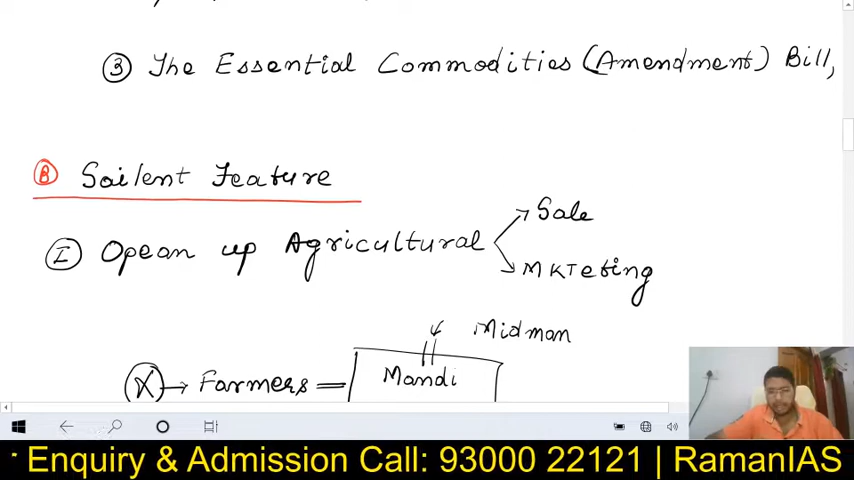 ③ The Essential Commodities (Amendment) Bill,
Ⓑ Sailent Feature
Ⓘ Opean up Agricultural
Sale
MKTeting
Midman
Ⓧ → Farmers = Mandi
Enquiry & Admission Call: 93000 22121 | RamanIAS